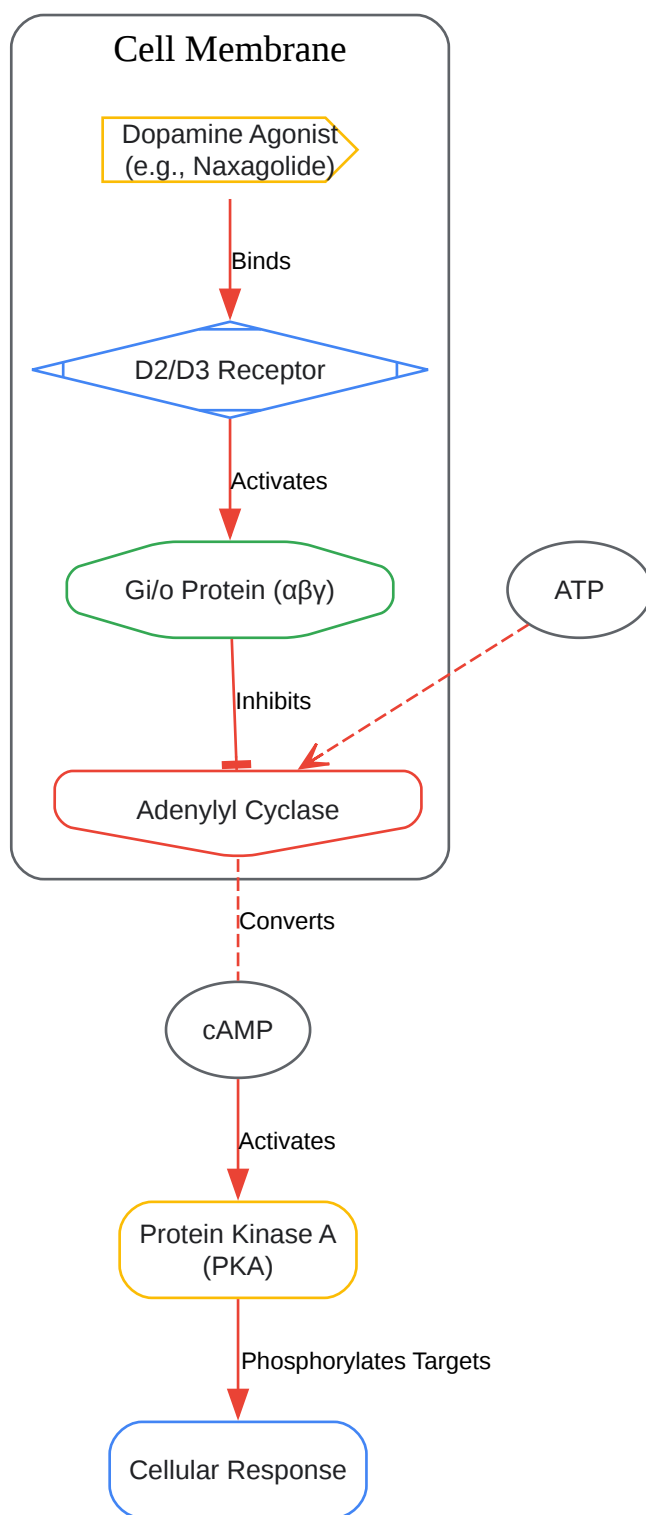 Cell Membrane
Dopamine Agonist
(e.g., Naxagolide)
Binds
D2/D3 Receptor
Activates
Gi/o Protein (αβγ)
ATP
Inhibits
Adenylyl Cyclase
Converts
cAMP
Activates
Protein Kinase A
(PKA)
Phosphorylates Targets
Cellular Response